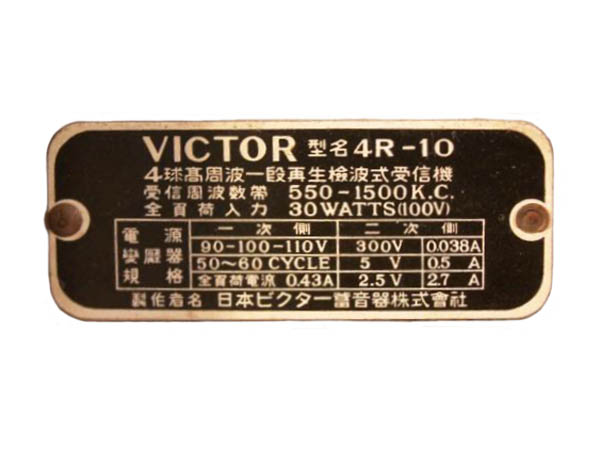 VICTOR 型名 4R-10
4球高周波一段再生検波式受信機
受信周波数帯 550-1500K.C.
全負荷入力 30WATTS(100V)
電源變壓器規格
一次側 二次側
90-100-110V 300V 0.038A
50~60 CYCLE 5 V 0.5 A
全負荷電流 0.43A 2.5 V 2.7 A
製作者名 日本ビクター蓄音器株式會社